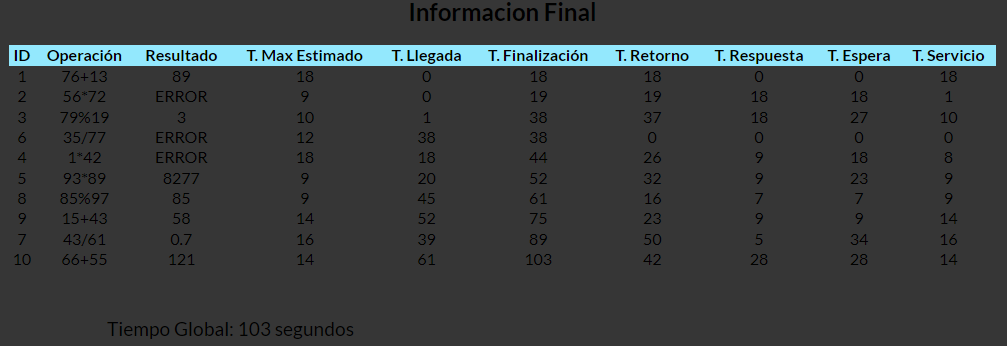 Informacion Final
ID Operación Resultado T. Max Estimado T. Llegada T. Finalización T. Retorno T. Respuesta T. Espera T. Servicio
1 76+13 89 18 0 18 18 0 0 18
2 56*72 ERROR 9 0 19 19 18 18 1
3 79%19 3 10 1 38 37 18 27 10
6 35/77 ERROR 12 38 38 0 0 0 0
4 1*42 ERROR 18 18 44 26 9 18 8
5 93*89 8277 9 20 52 32 9 23 9
8 85%97 85 9 45 61 16 7 7 9
9 15+43 58 14 52 75 23 9 9 14
7 43/61 0.7 16 39 89 50 5 34 16
10 66+55 121 14 61 103 42 28 28 14
Tiempo Global: 103 segundos